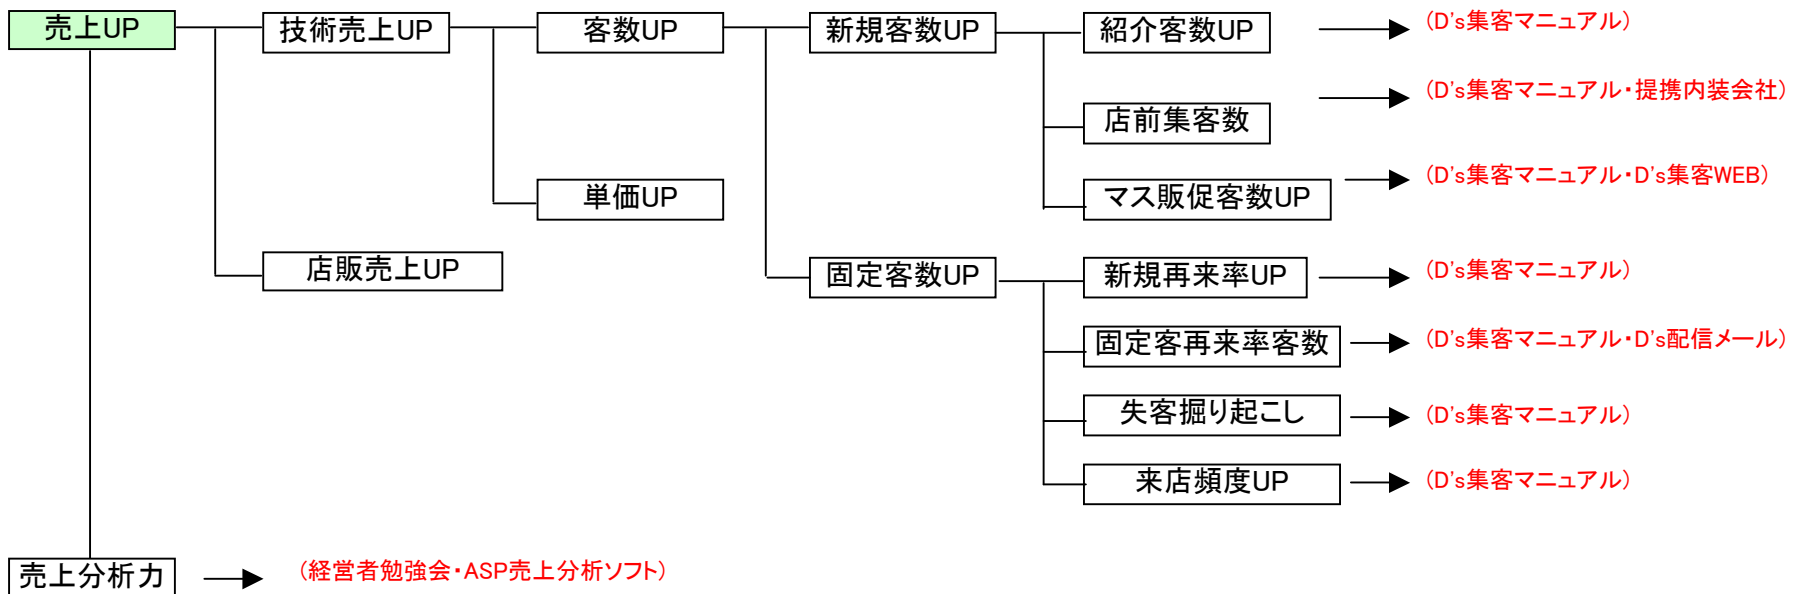 売上UP
技術売上UP
客数UP
新規客数UP
紹介客数UP
(D's集客マニュアル)
店前集客数
(D's集客マニュアル・提携内装会社)
単価UP
マス販促客数UP
(D's集客マニュアル・D's集客WEB)
店販売上UP
固定客数UP
新規再来率UP
(D's集客マニュアル)
固定客再来率客数
(D's集客マニュアル・D's配信メール)
失客掘り起こし
(D's集客マニュアル)
来店頻度UP
(D's集客マニュアル)
売上分析力
(経営者勉強会・ASP売上分析ソフト)